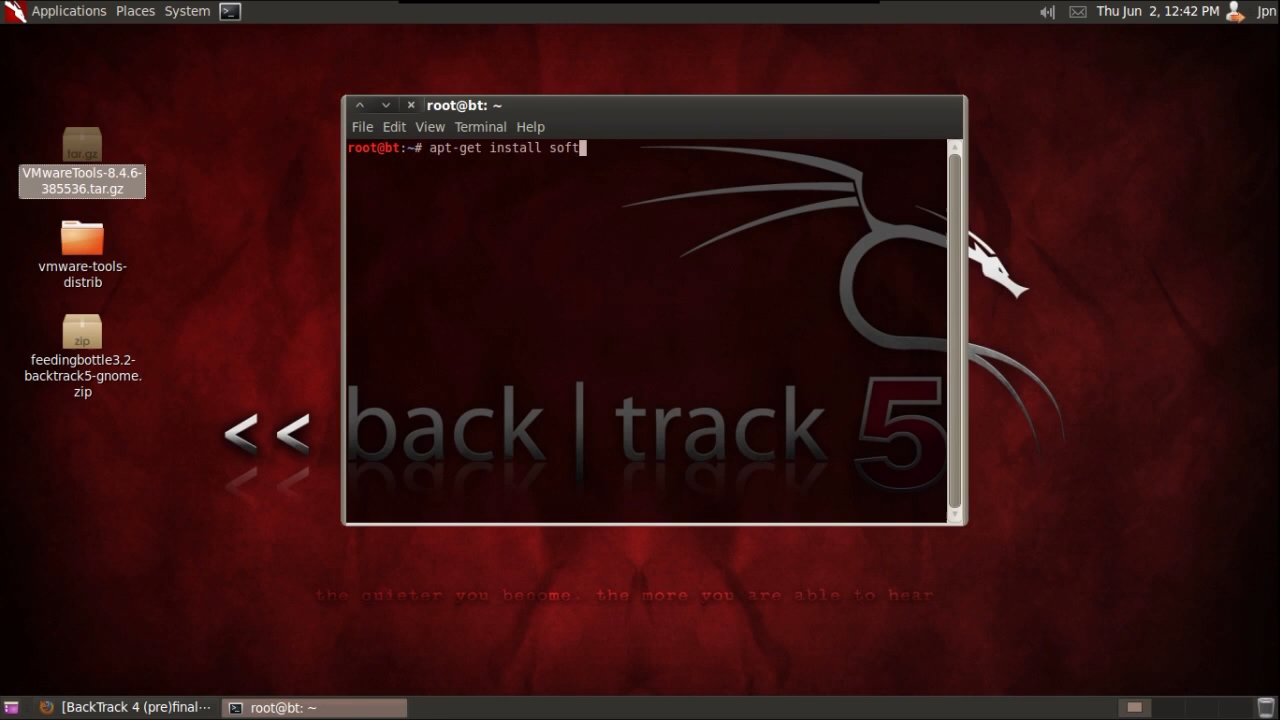 Applications Places System
Thu Jun 2, 12:42 PM
Jpn
root@bt: ~
File Edit View Terminal Help
root@bt:~# apt-get install soft
tar.gz
VMwareTools-8.4.6-
385536.tar.gz
vmware-tools-
distrib
zip
feedingbottle3.2-
backtrack5-gnome.
zip
<< back | track 5
the quieter you become, the more you are able to hear
[BackTrack 4 (pre)final···
root@bt: ~